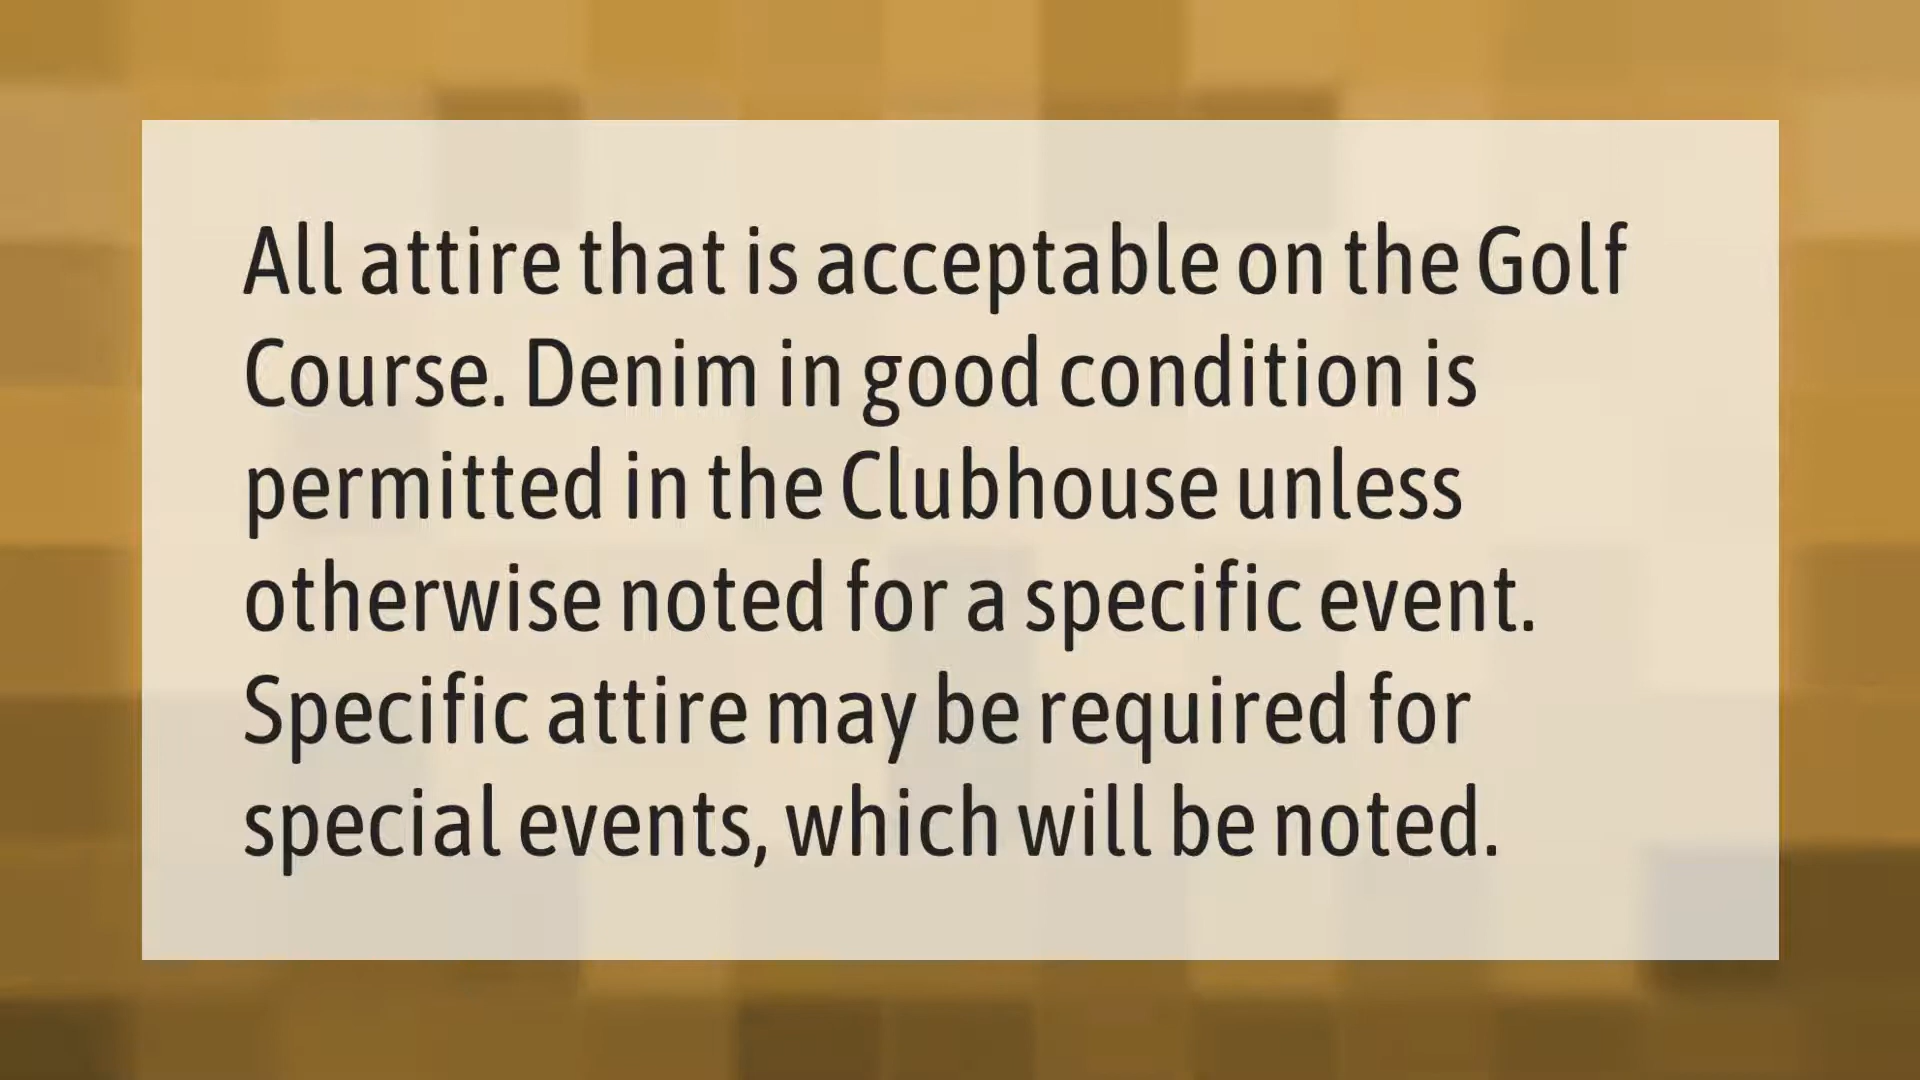 All attire that is acceptable on the Golf
Course. Denim in good condition is
permitted in the Clubhouse unless
otherwise noted for a specific event.
Specific attire may be required for
special events, which will be noted.